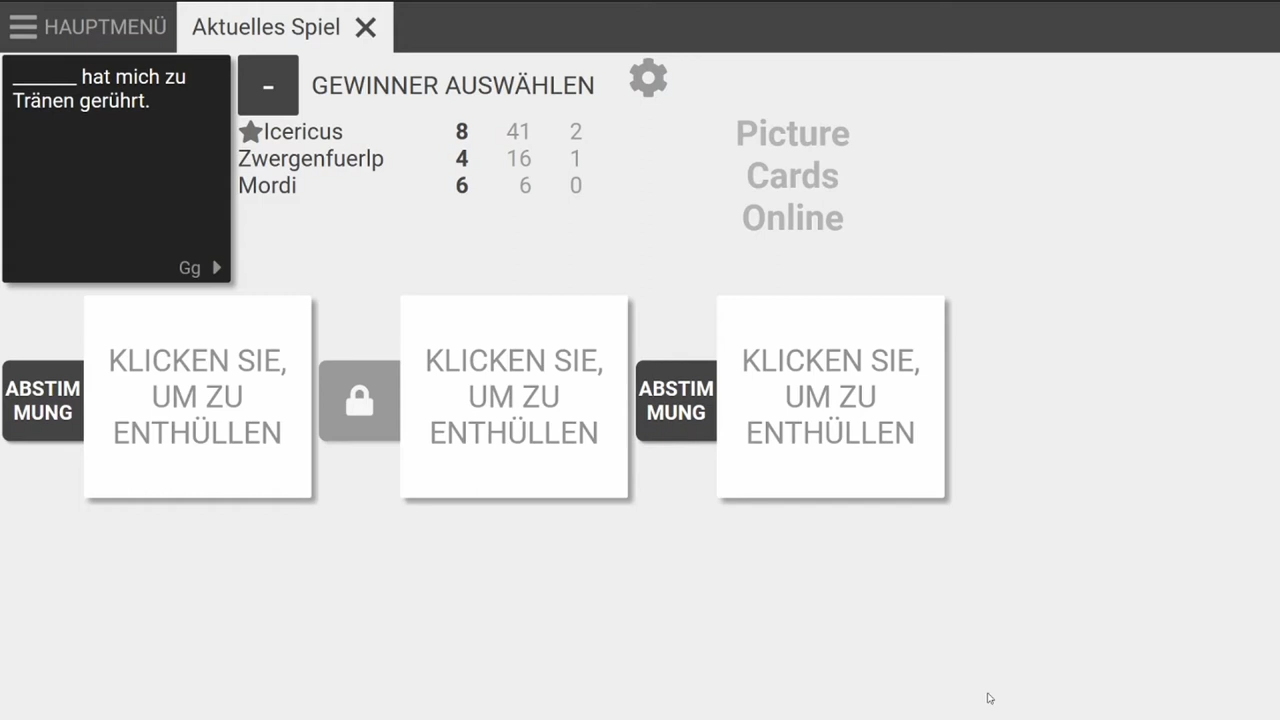 HAUPTMENÜ
Aktuelles Spiel
______ hat mich zu
Tränen gerührt.
Gg
-
GEWINNER AUSWÄHLEN
Icericus 8 41 2
Zwergenfuerlp 4 16 1
Mordi 6 6 0
Picture
Cards
Online
ABSTIM
MUNG
KLICKEN SIE,
UM ZU
ENTHÜLLEN
KLICKEN SIE,
UM ZU
ENTHÜLLEN
ABSTIM
MUNG
KLICKEN SIE,
UM ZU
ENTHÜLLEN